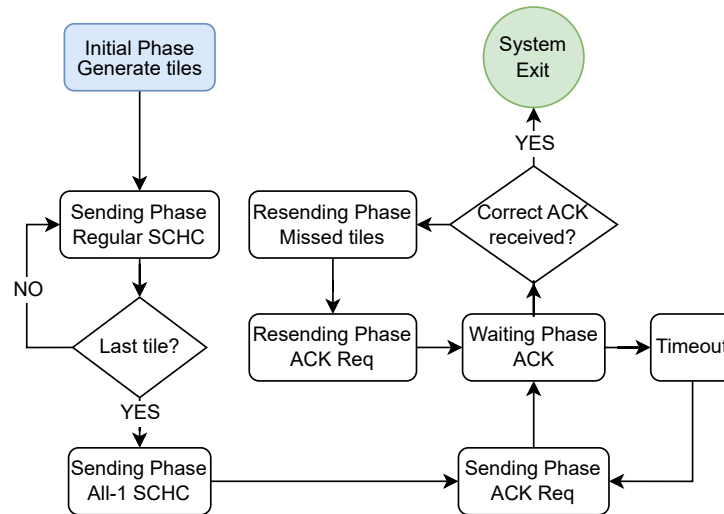 Initial Phase
Generate tiles
System
Exit
YES
Sending Phase
Regular SCHC
Resending Phase
Missed tiles
Correct ACK
received?
NO
Last tile?
Resending Phase
ACK Req
Waiting Phase
ACK
Timeout
YES
Sending Phase
All-1 SCHC
Sending Phase
ACK Req